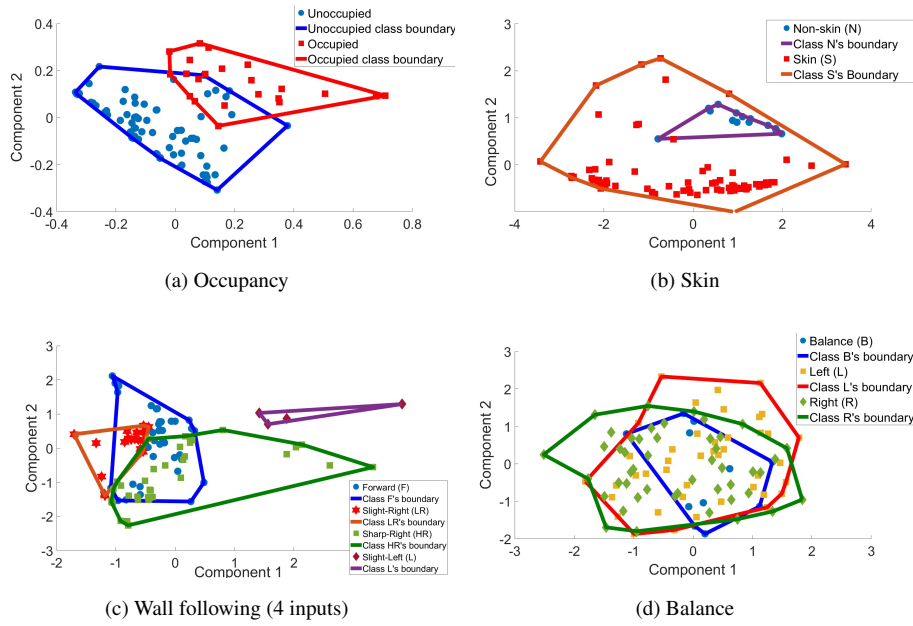 0.4
0.2
0
-0.2
-0.4
Component 2
-0.4
-0.2
0
0.2
0.4
0.6
0.8
Component 1
Unoccupied
Unoccupied class boundary
Occupied
Occupied class boundary
(a) Occupancy
3
2
1
0
-1
Component 2
-4
-2
0
2
4
Component 1
Non-skin (N)
Class N's boundary
Skin (S)
Class S's Boundary
(b) Skin
3
2
1
0
-1
-2
-3
Component 2
-2
-1
0
1
2
3
4
Component 1
Forward (F)
Class F's boundary
Slight-Right (LR)
Class LR's boundary
Sharp-Right (HR)
Class HR's boundary
Slight-Left (L)
Class L's boundary
(c) Wall following (4 inputs)
3
2
1
0
-1
-2
Component 2
-3
-2
-1
0
1
2
3
Component 1
Balance (B)
Class B's boundary
Left (L)
Class L's boundary
Right (R)
Class R's boundary
(d) Balance